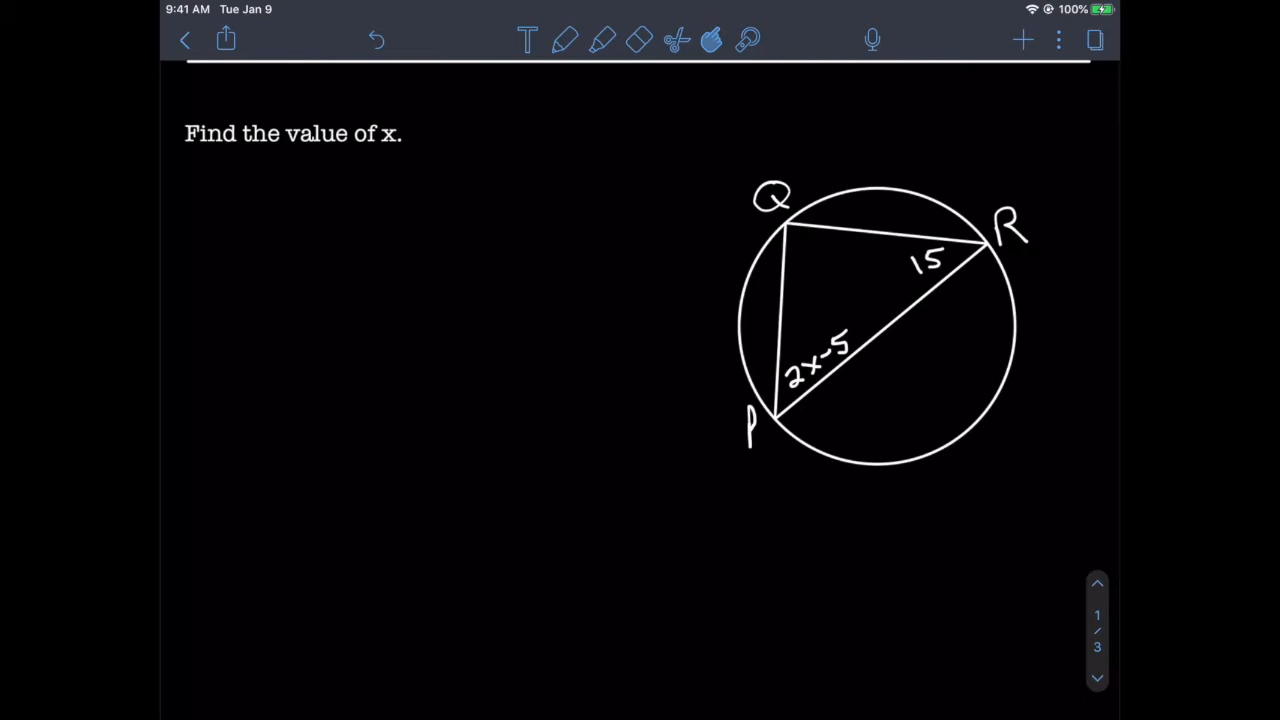 9:41 AM Tue Jan 9
100%
T
Find the value of x.
Q
R
15
2x-5
P
1
/
3